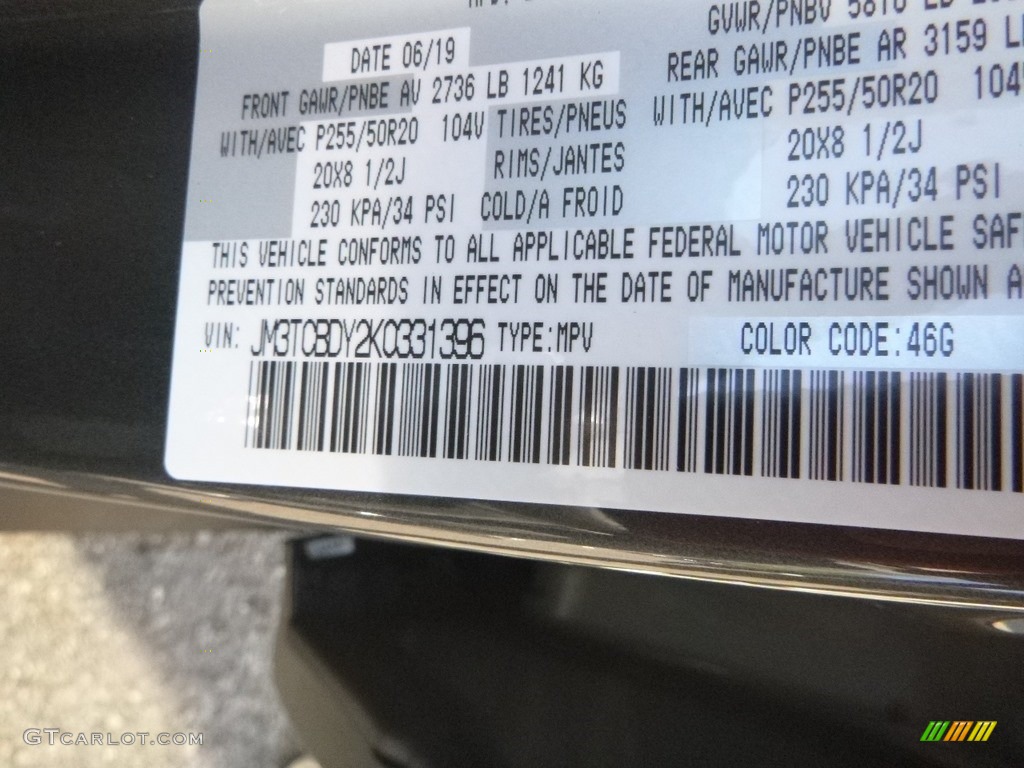 GVWR/PNBV
DATE 06/19
REAR GAWR/PNBE AR 3159
FRONT GAWR/PNBE AV 2736 LB 1241 KG
WITH/AVEC P255/50R20 104V TIRES/PNEUS WITH/AVEC P255/50R20 104V
20X8 1/2J RIMS/JANTES 20X8 1/2J
230 KPA/34 PSI COLD/A FROID 230 KPA/34 PSI
THIS VEHICLE CONFORMS TO ALL APPLICABLE FEDERAL MOTOR VEHICLE SAF
PREVENTION STANDARDS IN EFFECT ON THE DATE OF MANUFACTURE SHOWN A
VIN: JM3TCBDY2K0331396 TYPE:MPV COLOR CODE:46G
GTCARLOT.COM